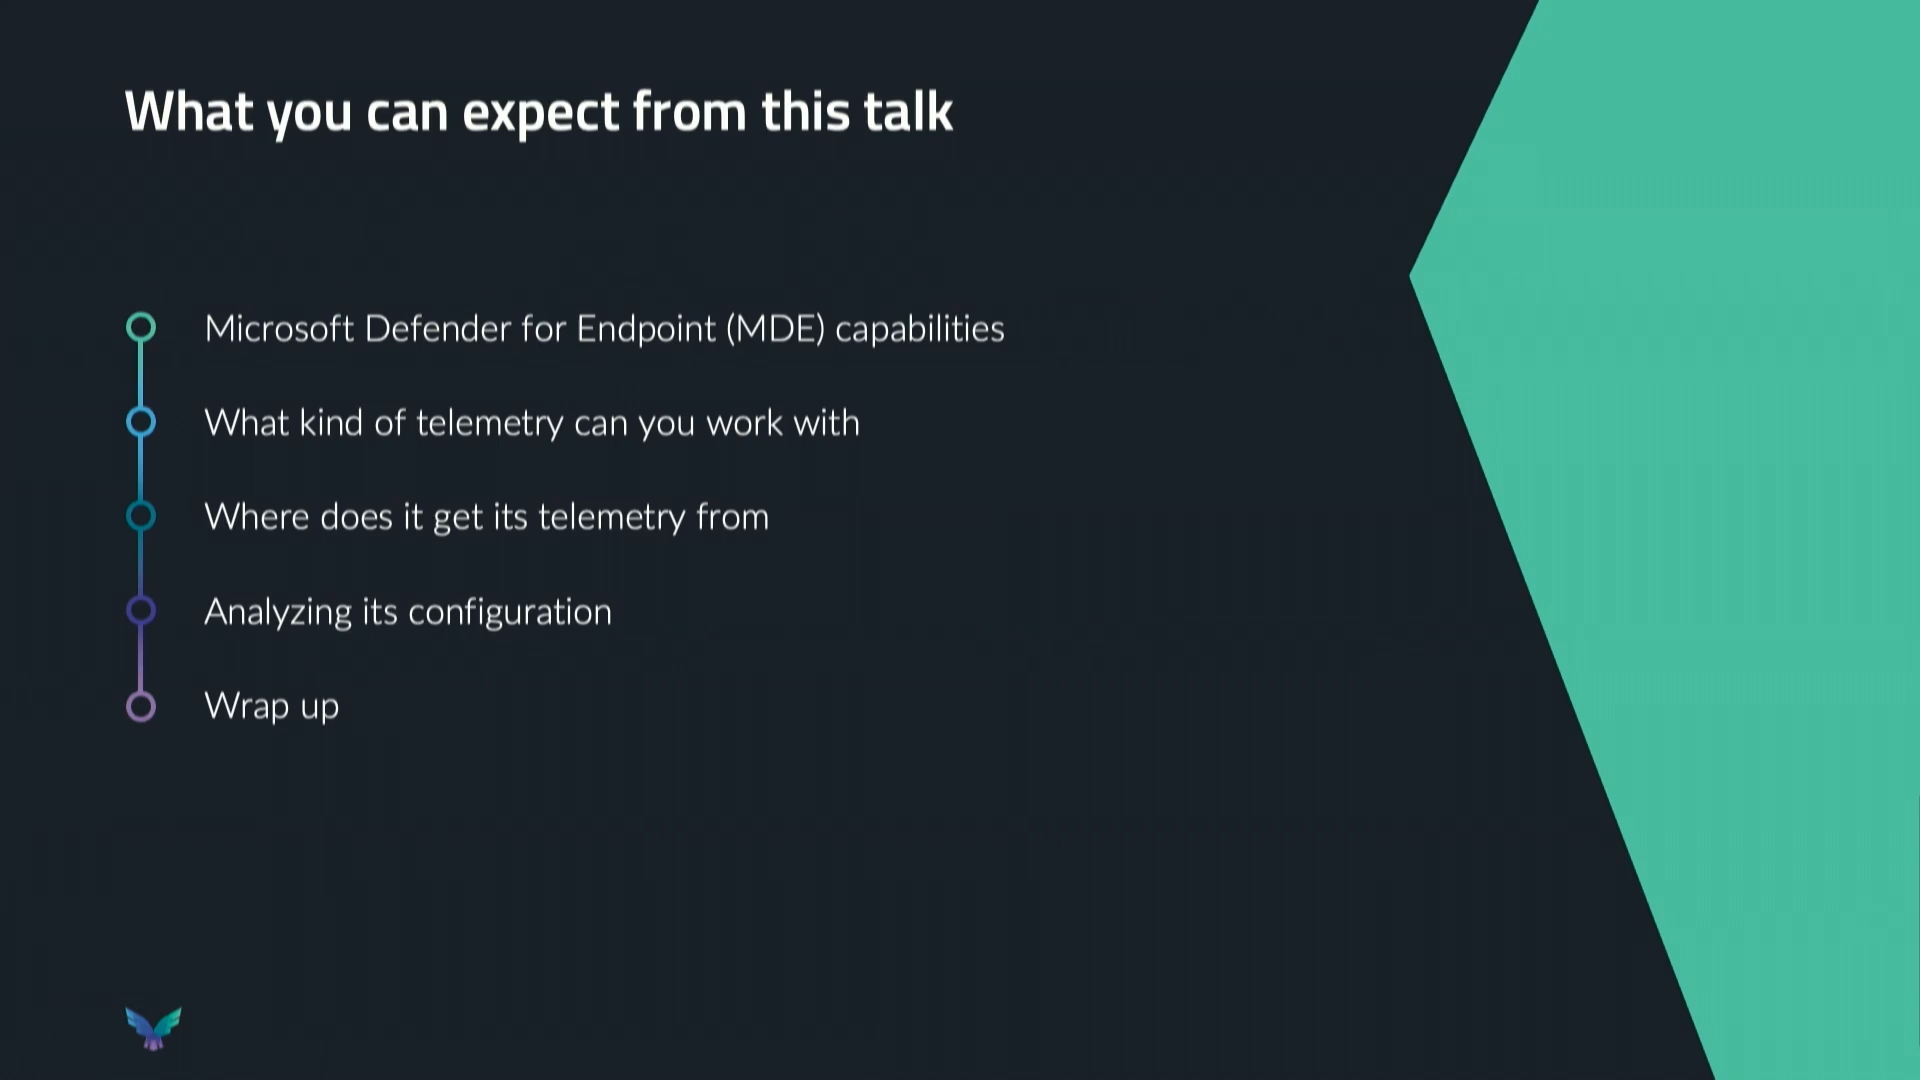 What you can expect from this talk
Microsoft Defender for Endpoint (MDE) capabilities
What kind of telemetry can you work with
Where does it get its telemetry from
Analyzing its configuration
Wrap up